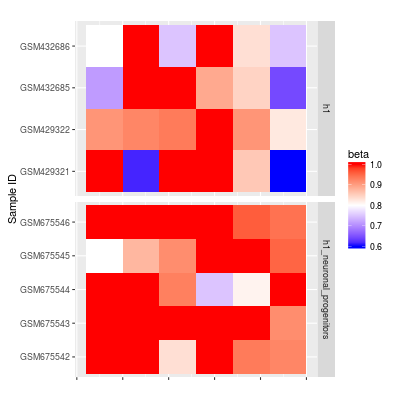 Sample ID
GSM432686
GSM432685
GSM429322
GSM429321
h1
GSM675546
GSM675545
GSM675544
GSM675543
GSM675542
h1_neuronal_progenitors
beta
1.0
0.9
0.8
0.7
0.6